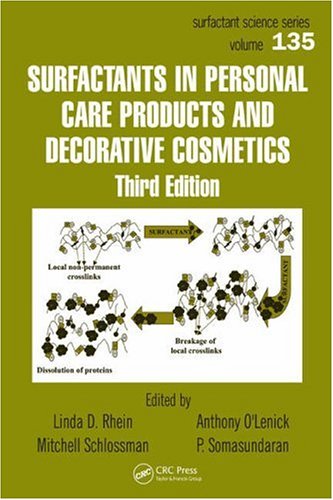 surfactant science series
volume 135
SURFACTANTS IN PERSONAL
CARE PRODUCTS AND
DECORATIVE COSMETICS
Third Edition
SURFACTANT
Local non-permanent
crosslinks
SURFACTANT
Breakage of
local crosslinks
Dissolution of proteins
Edited by
Linda D. Rhein
Anthony O'Lenick
Mitchell Schlossman
P. Somasundaran
CRC Press
Taylor & Francis Group